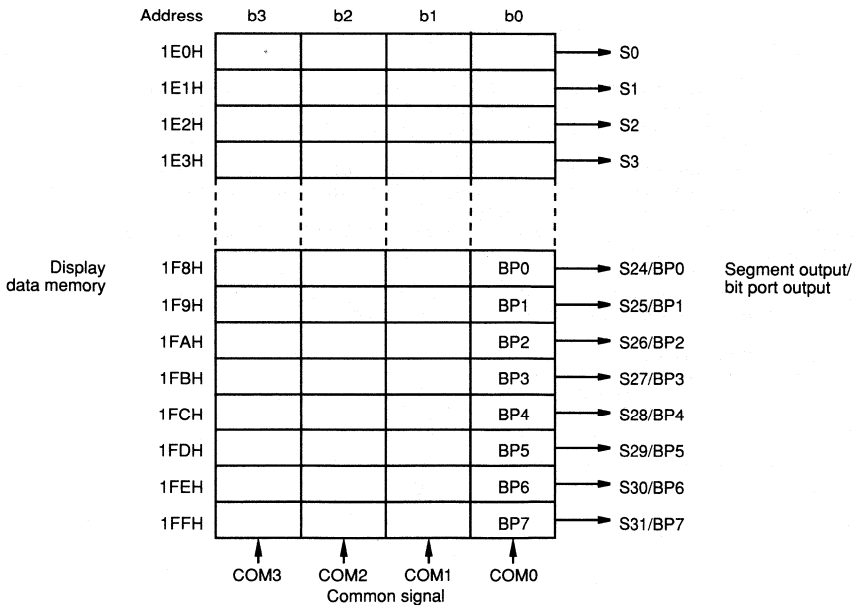 Address b3 b2 b1 b0
1E0H S0
1E1H S1
1E2H S2
1E3H S3
1F8H BP0 S24/BP0
Display data memory
Segment output/ bit port output
1F9H BP1 S25/BP1
1FAH BP2 S26/BP2
1FBH BP3 S27/BP3
1FCH BP4 S28/BP4
1FDH BP5 S29/BP5
1FEH BP6 S30/BP6
1FFH BP7 S31/BP7
COM3 COM2 COM1 COM0
Common signal